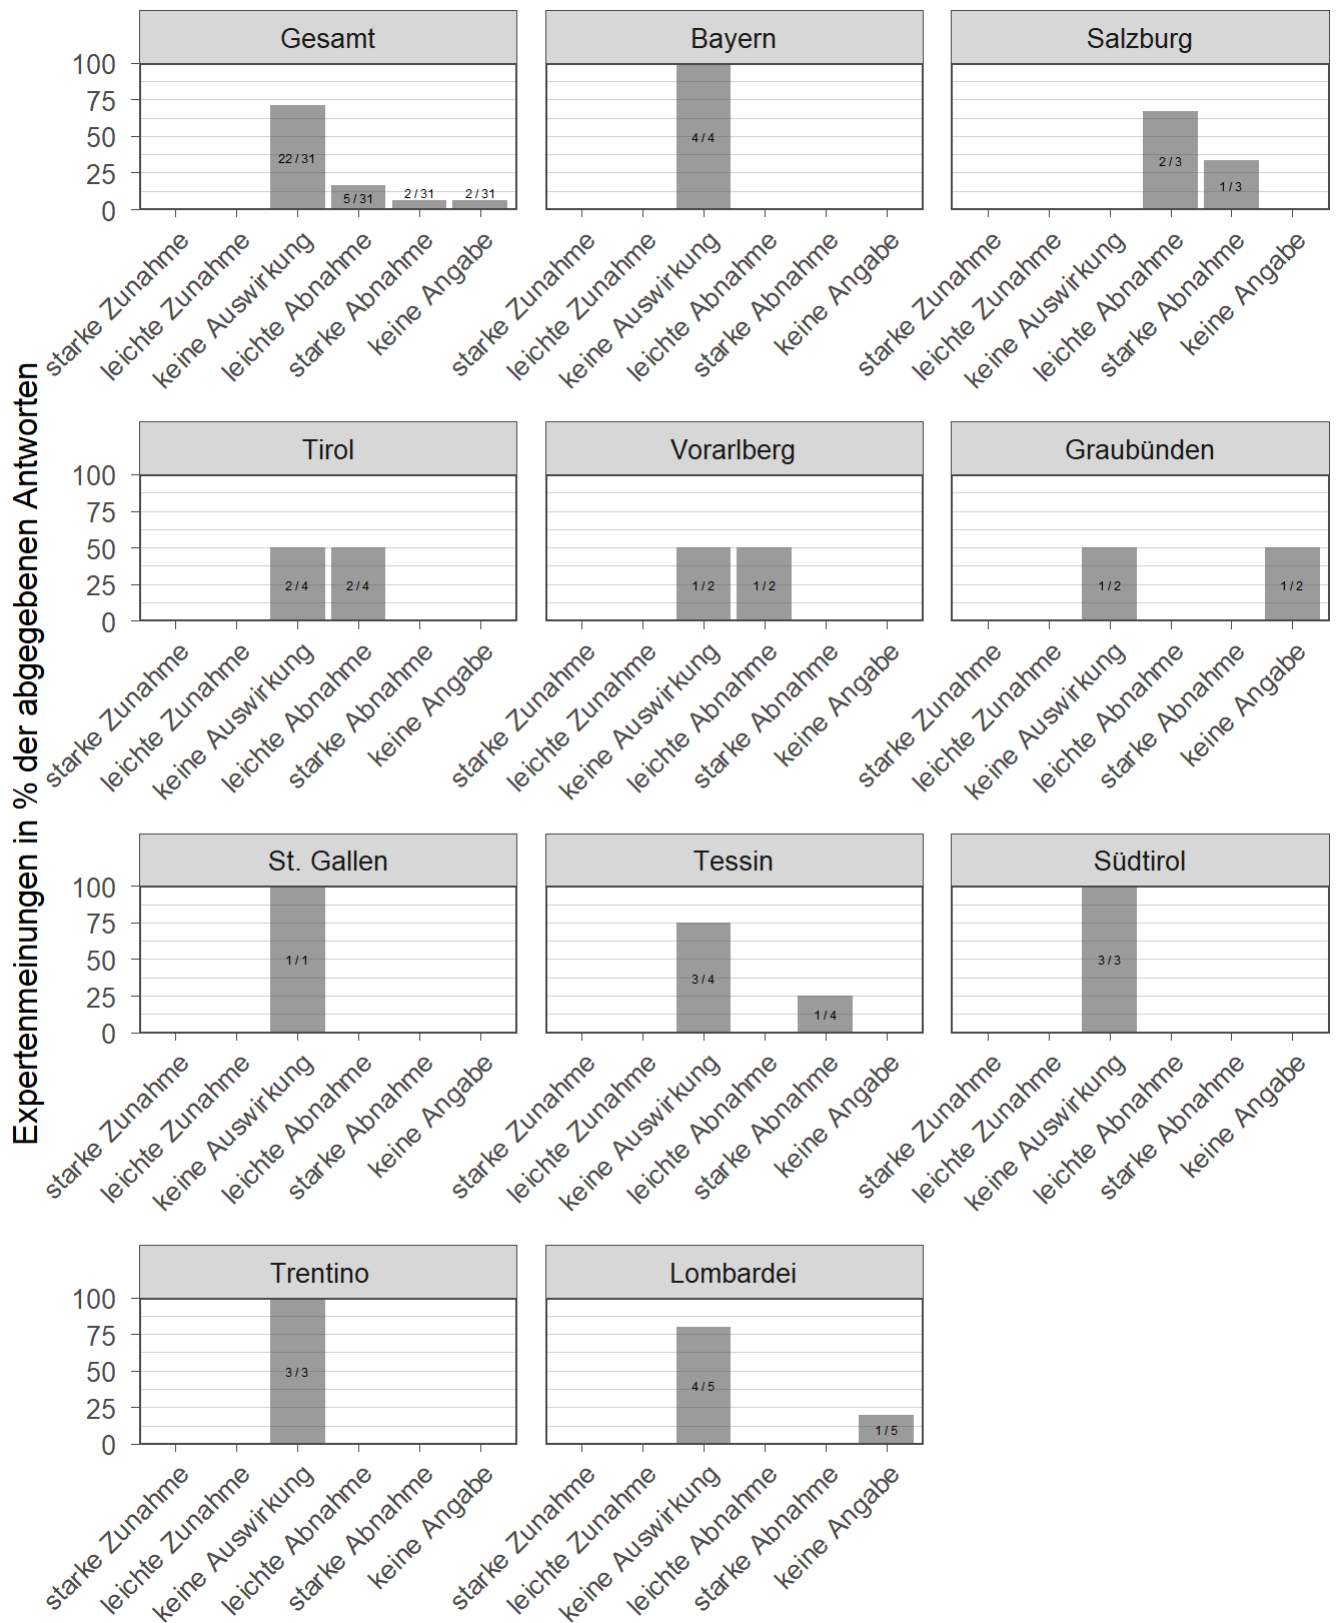 Expertenmeinungen in % der abgegebenen Antworten
Gesamt
100
75
50
25
0
22 / 31
5 / 31
2 / 31
2 / 31
starke Zunahme
leichte Zunahme
keine Auswirkung
leichte Abnahme
starke Abnahme
keine Angabe
Bayern
4 / 4
starke Zunahme
leichte Zunahme
keine Auswirkung
leichte Abnahme
starke Abnahme
keine Angabe
Salzburg
2 / 3
1 / 3
starke Zunahme
leichte Zunahme
keine Auswirkung
leichte Abnahme
starke Abnahme
keine Angabe
Tirol
100
75
50
25
0
2 / 4
2 / 4
starke Zunahme
leichte Zunahme
keine Auswirkung
leichte Abnahme
starke Abnahme
keine Angabe
Vorarlberg
1 / 2
1 / 2
starke Zunahme
leichte Zunahme
keine Auswirkung
leichte Abnahme
starke Abnahme
keine Angabe
Graubünden
1 / 2
1 / 2
starke Zunahme
leichte Zunahme
keine Auswirkung
leichte Abnahme
starke Abnahme
keine Angabe
St. Gallen
100
75
50
25
0
1 / 1
starke Zunahme
leichte Zunahme
keine Auswirkung
leichte Abnahme
starke Abnahme
keine Angabe
Tessin
3 / 4
1 / 4
starke Zunahme
leichte Zunahme
keine Auswirkung
leichte Abnahme
starke Abnahme
keine Angabe
Südtirol
3 / 3
starke Zunahme
leichte Zunahme
keine Auswirkung
leichte Abnahme
starke Abnahme
keine Angabe
Trentino
100
75
50
25
0
3 / 3
starke Zunahme
leichte Zunahme
keine Auswirkung
leichte Abnahme
starke Abnahme
keine Angabe
Lombardei
4 / 5
1 / 5
starke Zunahme
leichte Zunahme
keine Auswirkung
leichte Abnahme
starke Abnahme
keine Angabe